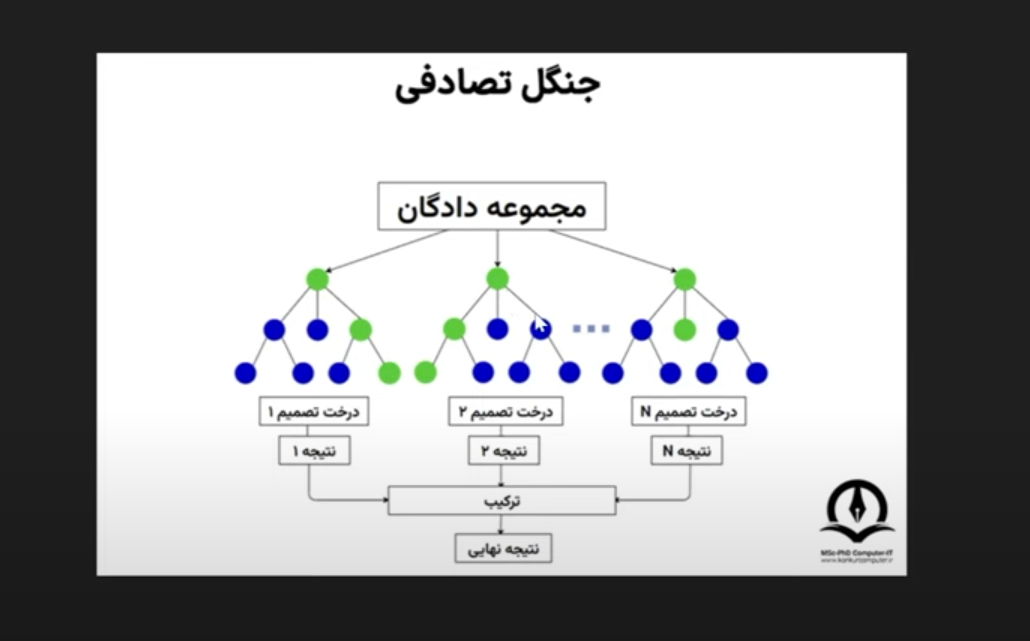 جنگل تصادفی
مجموعه دادگان
درخت تصمیم ۱
درخت تصمیم ۲
درخت تصمیم N
نتیجه ۱
نتیجه ۲
نتیجه N
ترکیب
نتیجه نهایی
MSc-PhD Computer-IT
www.konkurcomputer.ir